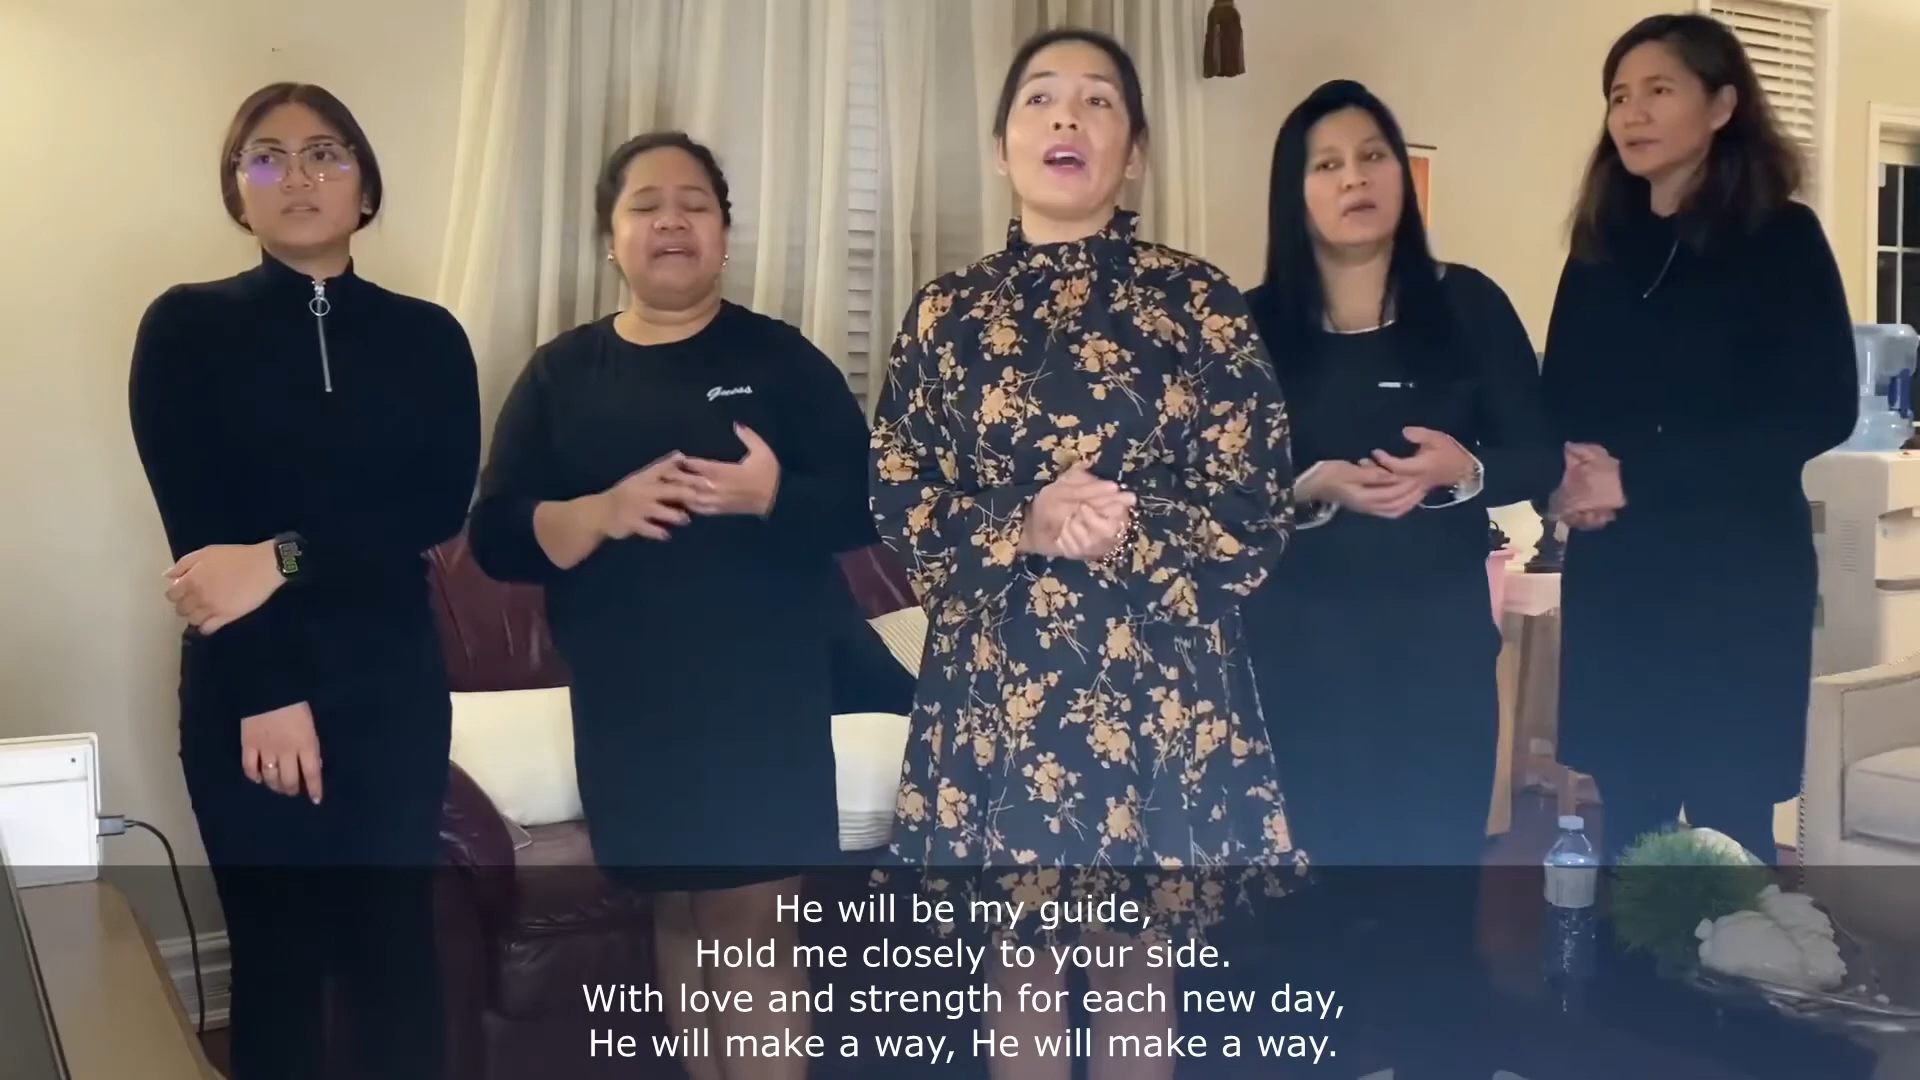 Guess
He will be my guide,
Hold me closely to your side.
With love and strength for each new day,
He will make a way, He will make a way.